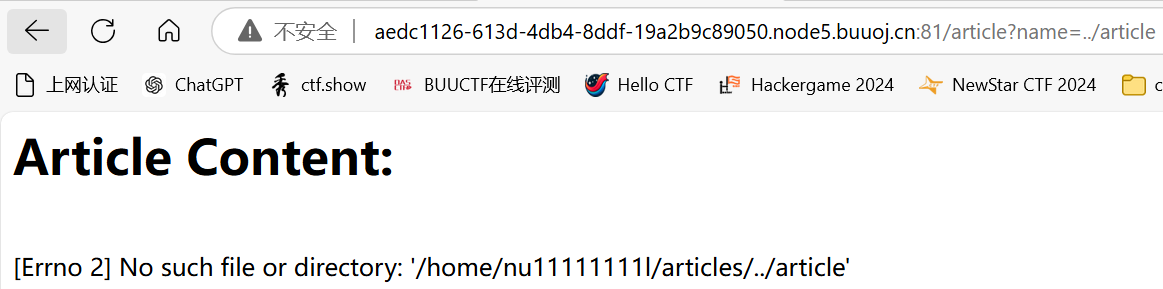 不安全 aedc1126-613d-4db4-8ddf-19a2b9c89050.node5.buuoj.cn:81/article?name=../article
上网认证 ChatGPT ctf.show BUUCTF在线评测 Hello CTF Hackergame 2024 NewStar CTF 2024 c
Article Content:
[Errno 2] No such file or directory: '/home/nu11111111l/articles/../article'